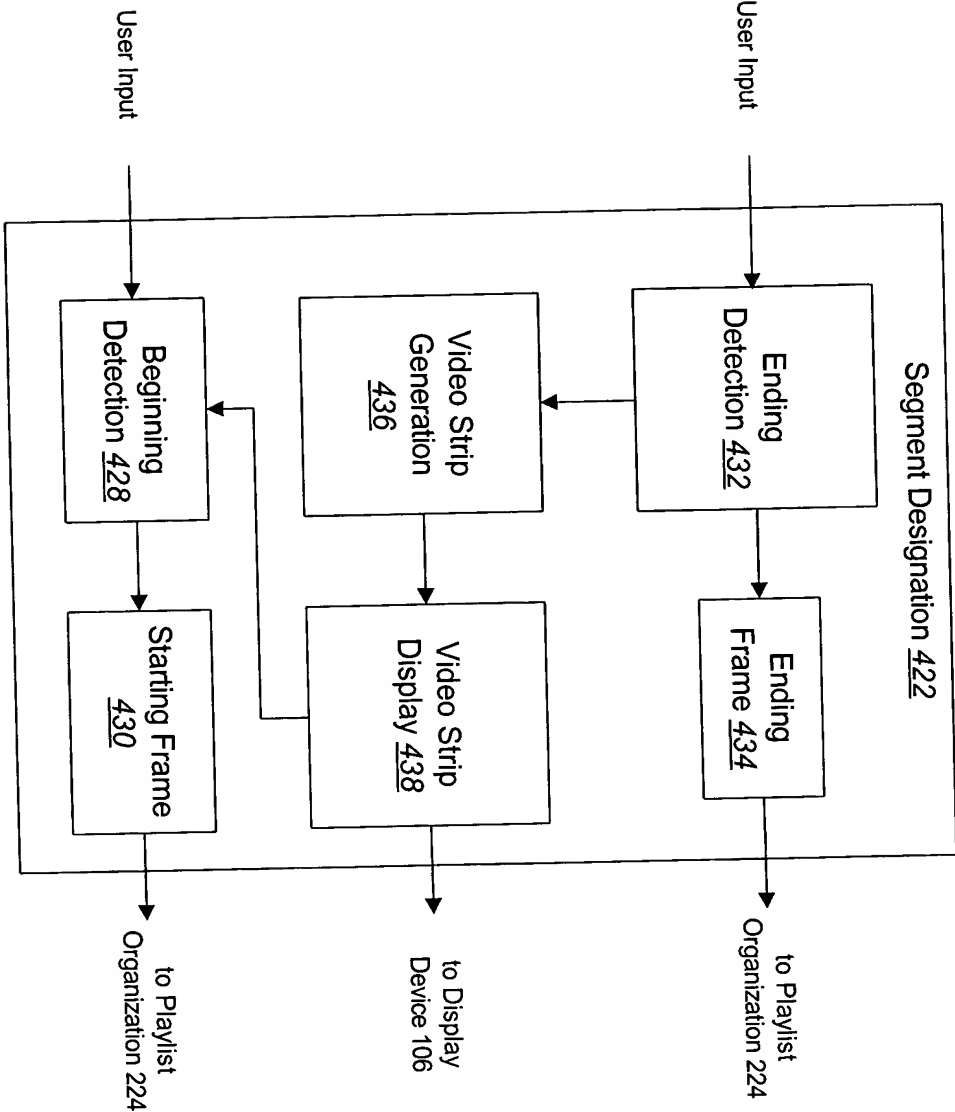 Segment Designation 422
User Input
Ending
Detection 432
Ending
Frame 434
to Playlist
Organization 224
Video Strip
Generation
436
Video Strip
Display 438
to Display
Device 106
User Input
Beginning
Detection 428
Starting Frame
430
to Playlist
Organization 224